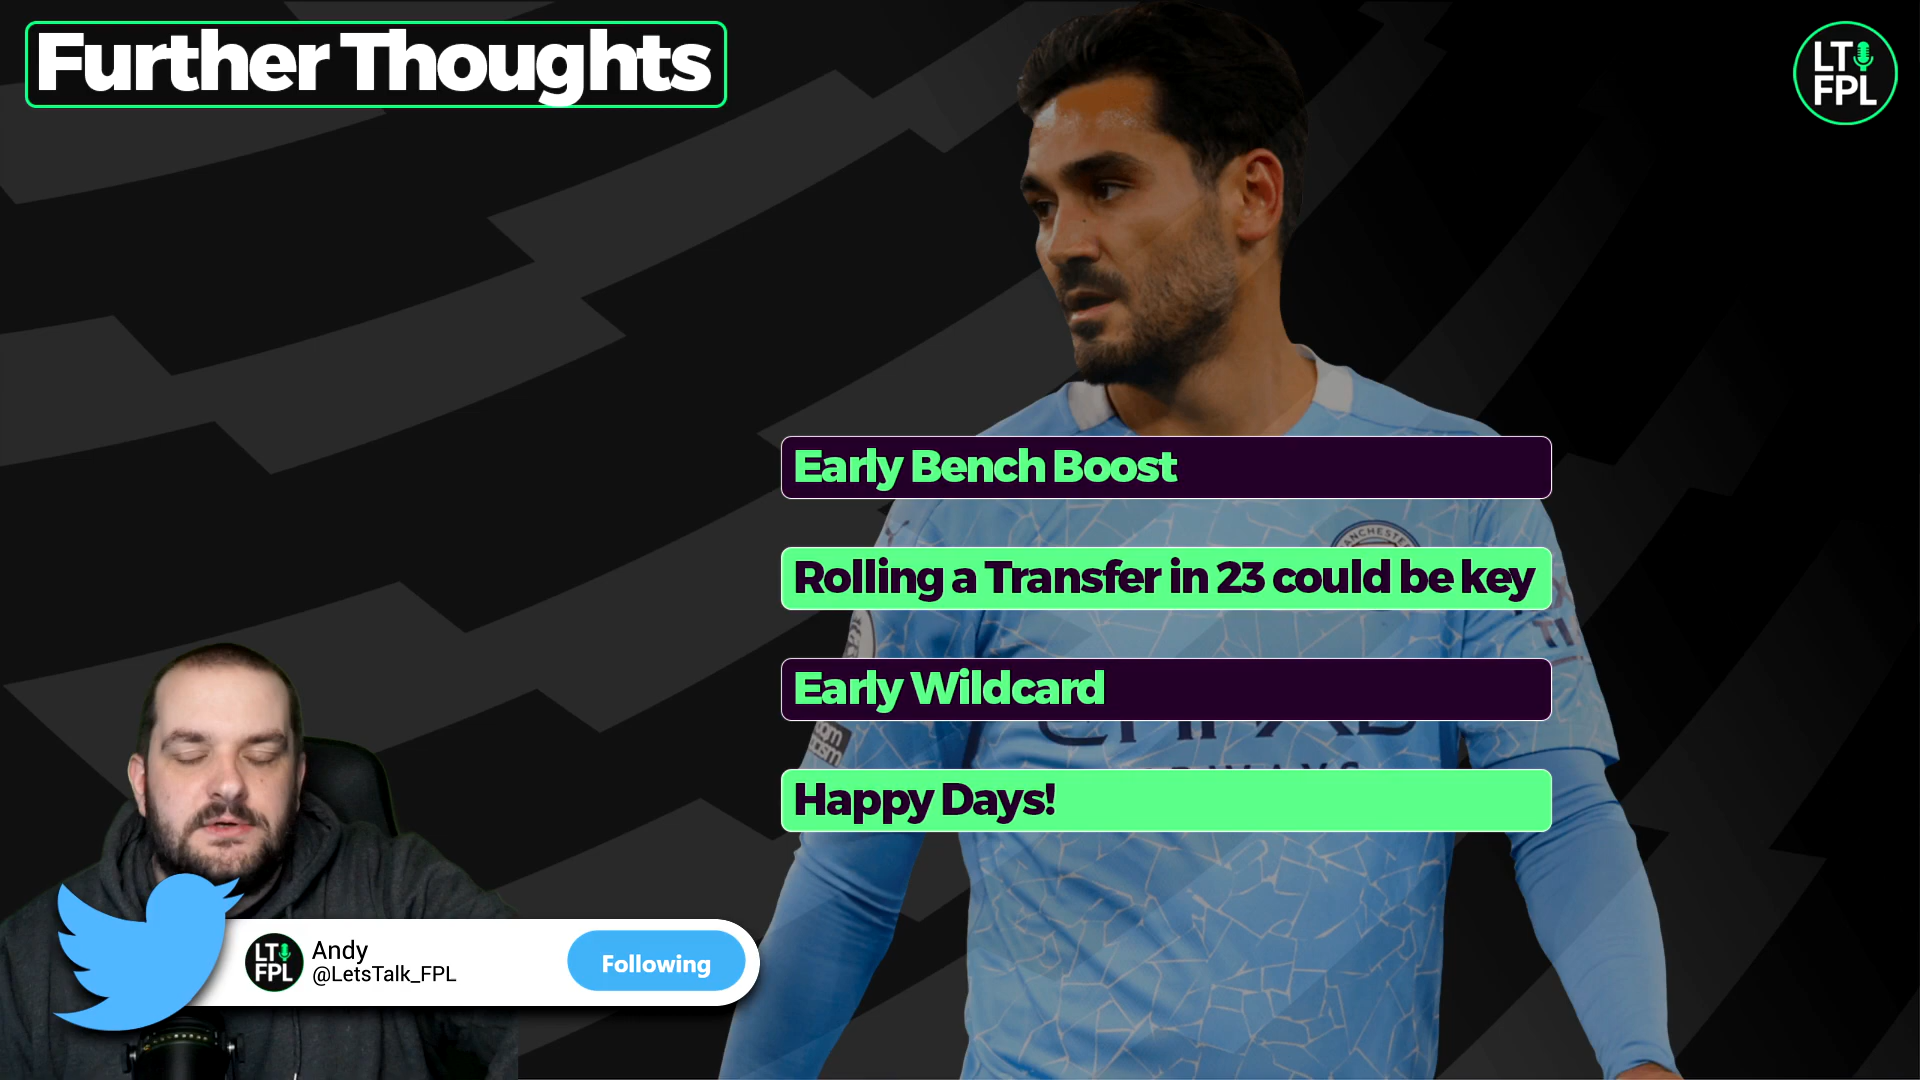 Further Thoughts
LT
FPL
Early Bench Boost
ANCHESTE
Rolling a Transfer in 23 could be key
Early Wildcard
Happy Days!
LT
FPL
Andy
@LetsTalk_FPL
Following